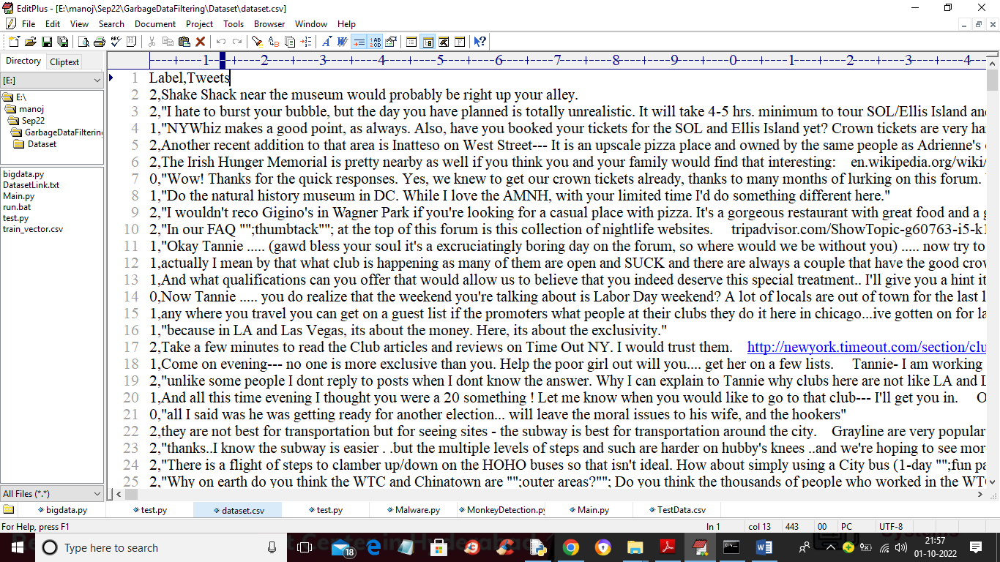 EditPlus - [E:\manoj\Sep22\GarbageDataFiltering\Dataset\dataset.csv]
File Edit View Search Document Project Tools Browser Window Help
Directory Cliptext
[E:]
E:\
manoj
Sep22
GarbageDataFiltering
Dataset
bigdata.py
DatasetLink.txt
Main.py
run.bat
test.py
train_vector.csv
All Files (*.*)
----+----1----+----2----+----3----+----4----+----5----+----6----+----7----+----8----+----9----+----0----+----1----+----2----+----3----+----4--
1 Label,Tweets
2 2,Shake Shack near the museum would probably be right up your alley.
3 2,"I hate to burst your bubble, but the day you have planned is totally unrealistic. It will take 4-5 hrs. minimum to tour SOL/Ellis Island an
4 1,"NYWhiz makes a good point, as always. Also, have you booked your tickets for the SOL and Ellis Island yet? Crown tickets are very ha
5 2,Another recent addition to that area is Inatteso on West Street--- It is an upscale pizza place and owned by the same people as Adrienne's
6 2,The Irish Hunger Memorial is pretty nearby as well if you think you and your family would find that interesting: en.wikipedia.org/wiki/
7 0,"Wow! Thanks for the quick responses. Yes, we knew to get our crown tickets already, thanks to many months of lurking on this forum.
8 1,"Do the natural history museum in DC. While I love the AMNH, with your limited time I'd do something different here."
9 2,"I wouldn't reco Gigino's in Wagner Park if you're looking for a casual place with pizza. It's a gorgeous restaurant with great food and a g
10 2,"In our FAQ "";thumbtack""; at the top of this forum is this collection of nightlife websites. tripadvisor.com/ShowTopic-g60763-i5-k1
11 1,"Okay Tannie ..... (gawd bless your soul it's a excruciatingly boring day on the forum, so where would we be without you) ..... now try to
12 1,actually I mean by that what club is happening as many of them are open and SUCK and there are always a couple that have the good crow
13 1,And what qualifications can you offer that would allow us to believe that you indeed deserve this special treatment.. I'll give you a hint it
14 0,Now Tannie ..... you do realize that the weekend you're talking about is Labor Day weekend? A lot of locals are out of town for the last l
15 1,any where you travel you can get on a guest list if the promoters what people at their clubs they do it here in chicago...ive gotten on for la
16 1,"because in LA and Las Vegas, its about the money. Here, its about the exclusivity."
17 2,Take a few minutes to read the Club articles and reviews on Time Out NY. I would trust them. http://newyork.timeout.com/section/clu
18 1,Come on evening--- no one is more exclusive than you. Help the poor girl out will you.... get her on a few lists. Tannie- I am working
19 2,"unlike some people I dont reply to posts when I dont know the answer. Why I can explain to Tannie why clubs here are not like LA and L
20 1,And all this time evening I thought you were a 20 something ! Let me know when you would like to go to that club--- I'll get you in. O
21 0,"all I said was he was getting ready for another election... will leave the moral issues to his wife, and the hookers"
22 2,they are not best for transportation but for seeing sites - the subway is best for transportation around the city. Grayline are very popular
23 2,"thanks..I know the subway is easier . .but the multiple levels of steps and such are harder on hubby's knees ..and we're hoping to see mor
24 2,"There is a flight of steps to clamber up/down on the HOHO buses so that isn't ideal. How about simply using a City bus (1-day "";fun pa
25 2,"Why on earth do you think the WTC and Chinatown are "";outer areas?""; Do you think the thousands of people who worked in the WT
bigdata.py test.py dataset.csv test.py Malware.py MonkeyDetection.py Main.py TestData.csv
For Help, press F1 ln 1 col 13 443 00 PC UTF-8
Type here to search 18 21:57
01-10-2022